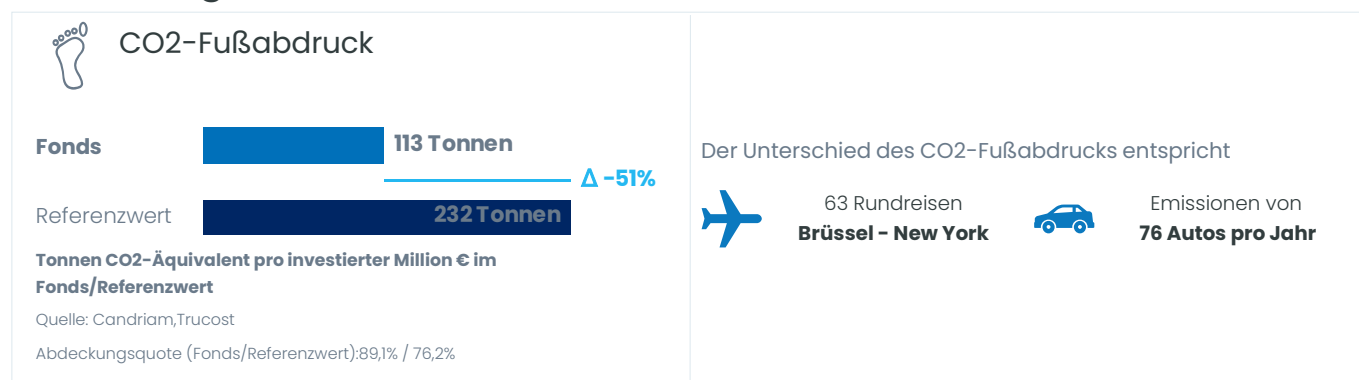 CO2-Fußabdruck
Fonds
113 Tonnen
Δ -51%
Referenzwert
232 Tonnen
Tonnen CO2-Äquivalent pro investierter Million € im
Fonds/Referenzwert
Quelle: Candriam,Trucost
Abdeckungsquote (Fonds/Referenzwert):89,1% / 76,2%
Der Unterschied des CO2-Fußabdrucks entspricht
63 Rundreisen
Brüssel - New York
Emissionen von
76 Autos pro Jahr